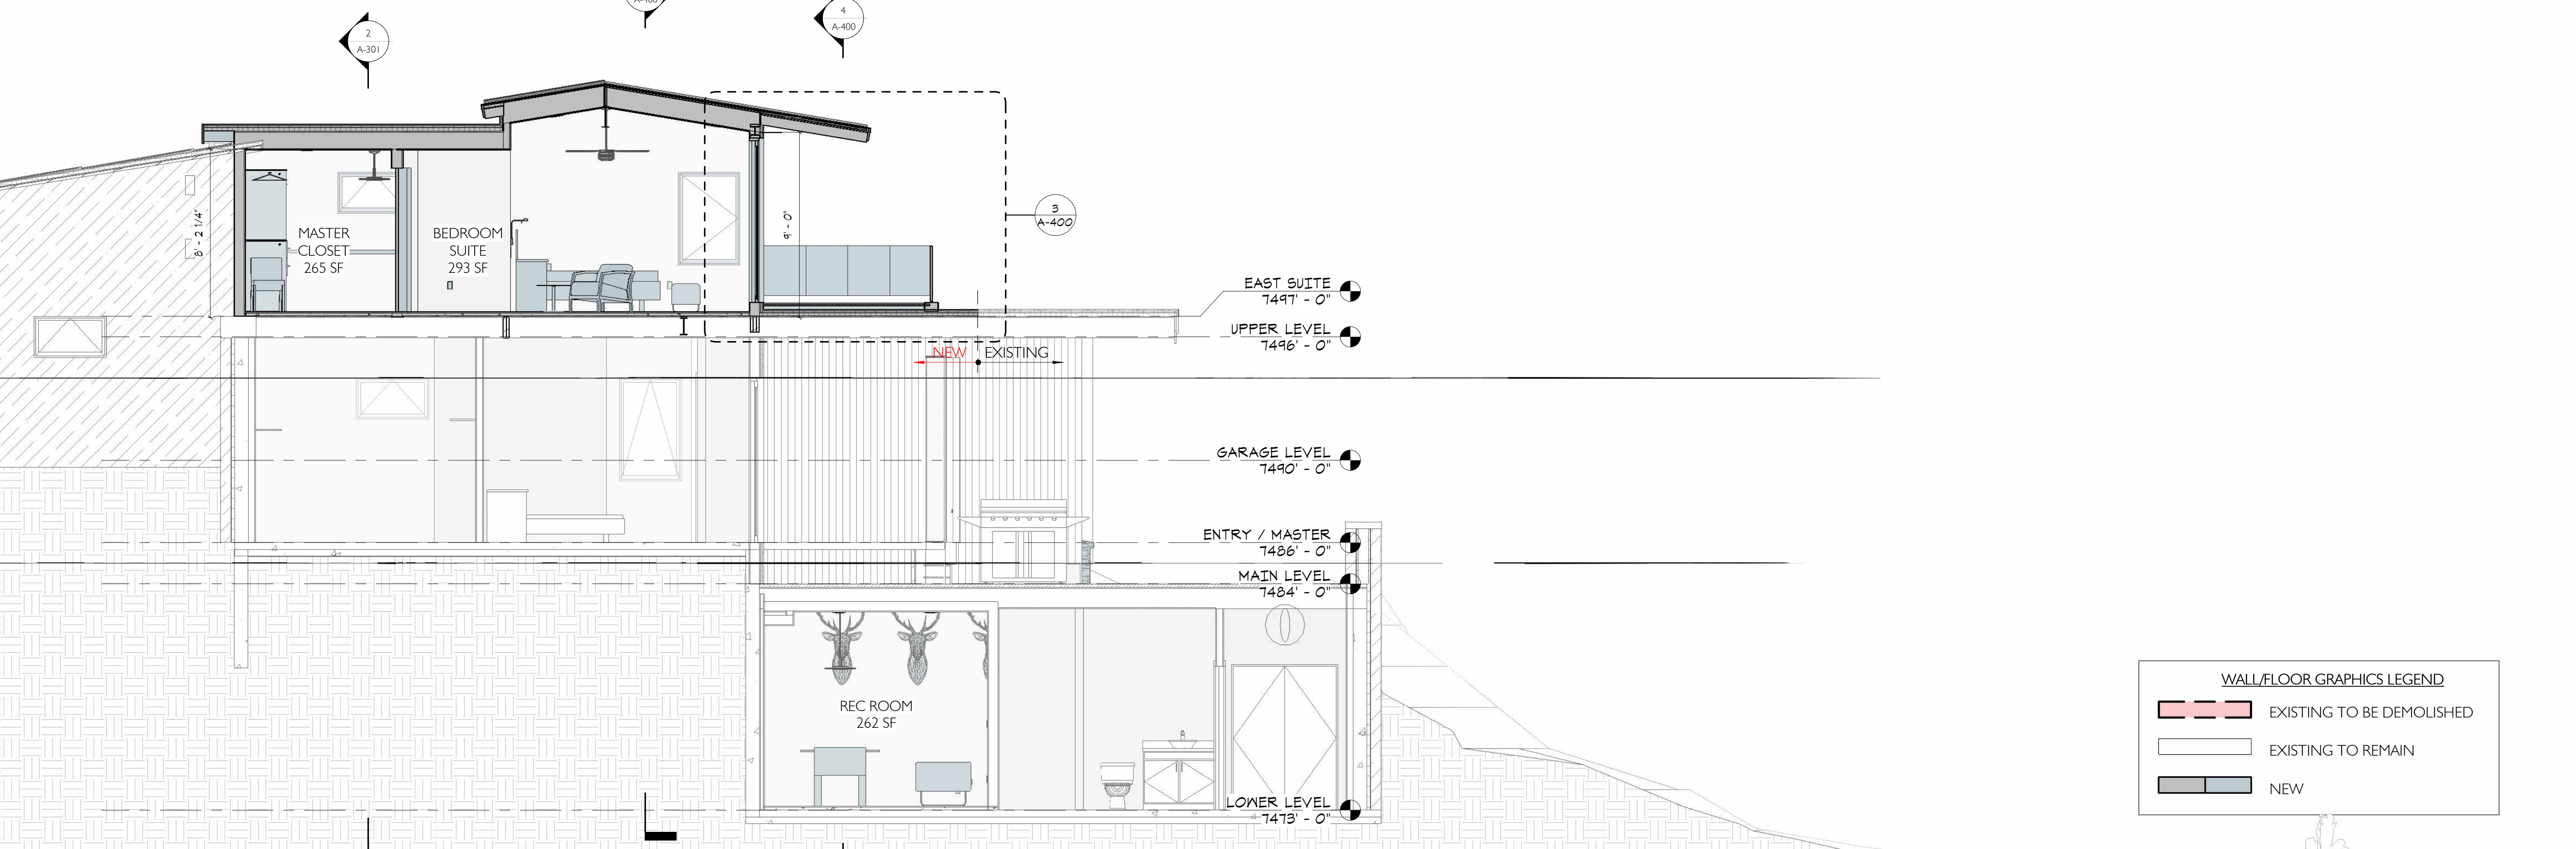 A-400
2
A-301
4
A-400
3
A-400
8' - 2 1/4"
9' - 0"
MASTER
CLOSET
265 SF
BEDROOM
SUITE
293 SF
EAST SUITE
7497' - 0"
UPPER LEVEL
7496' - 0"
NEW
EXISTING
GARAGE LEVEL
7490' - 0"
ENTRY / MASTER
7486' - 0"
MAIN LEVEL
7484' - 0"
REC ROOM
262 SF
LOWER LEVEL
7473' - 0"
WALL/FLOOR GRAPHICS LEGEND
EXISTING TO BE DEMOLISHED
EXISTING TO REMAIN
NEW